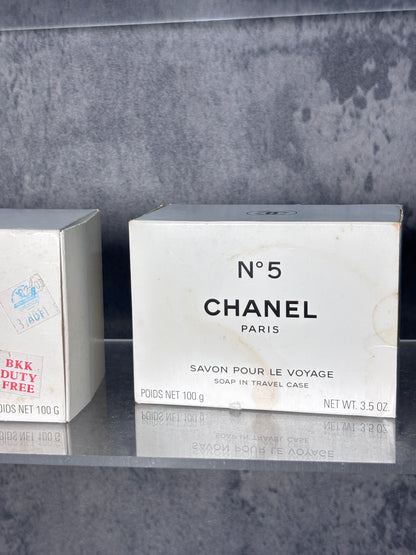 N°5
CHANEL
PARIS
SAVON POUR LE VOYAGE
SOAP IN TRAVEL CASE
POIDS NET 100 g
NET WT. 3.5 OZ.
BKK
DUTY
FREE
POIDS NET 100 G